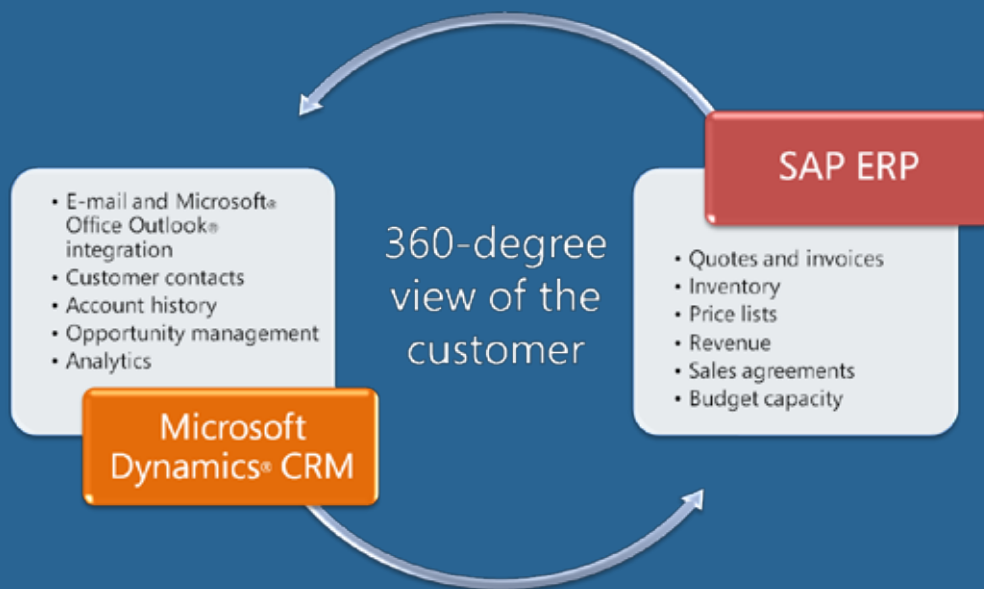 • E-mail and Microsoft®
Office Outlook®
integration
• Customer contacts
• Account history
• Opportunity management
• Analytics
Microsoft
Dynamics® CRM
360-degree
view of the
customer
SAP ERP
• Quotes and invoices
• Inventory
• Price lists
• Revenue
• Sales agreements
• Budget capacity